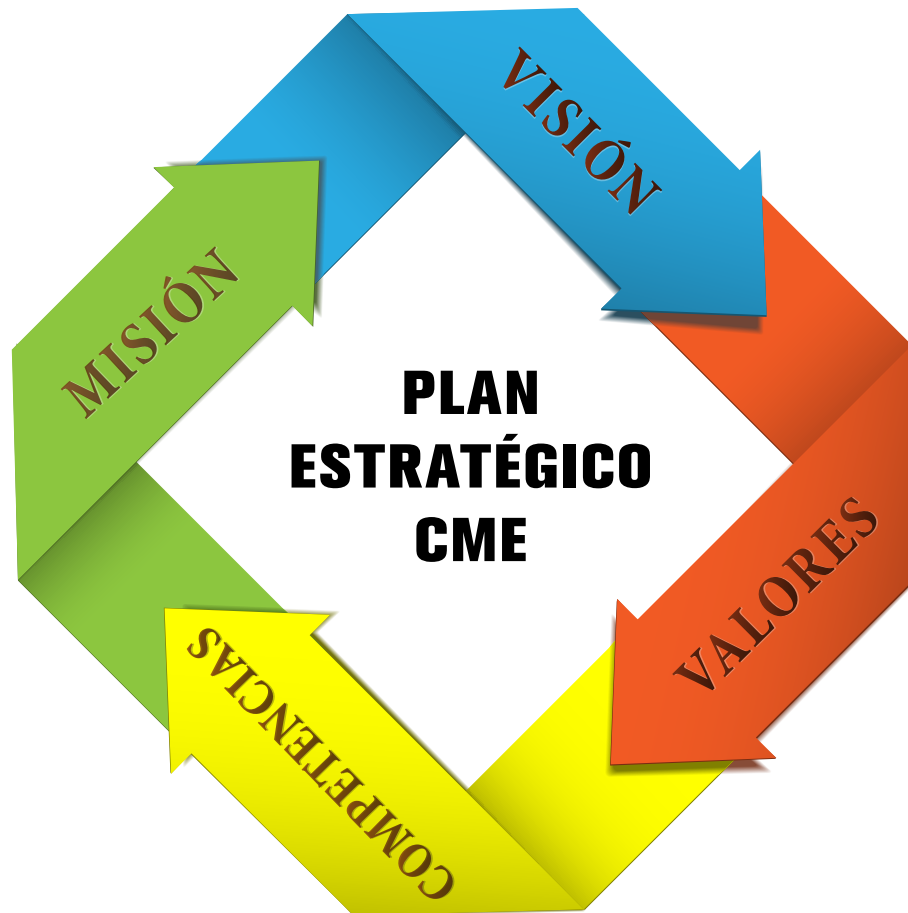 VISIÓN
MISIÓN
PLAN
ESTRATÉGICO
CME
VALORES
COMPETENCIAS